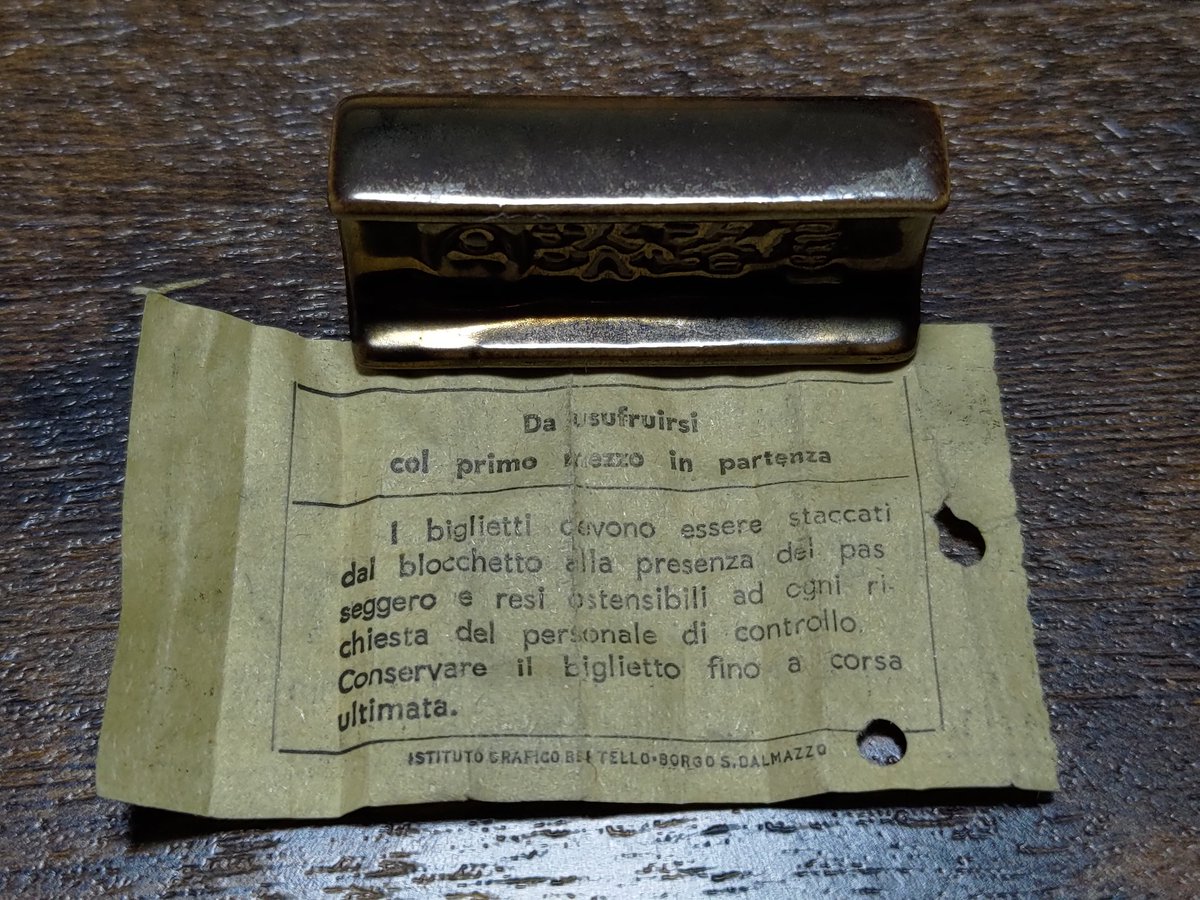 Da usufruirsi
col primo mezzo in partenza
I biglietti devono essere staccati
dal blocchetto alla presenza del pas
seggero e resi ostensibili ad ogni ri-
chiesta del personale di controllo.
Conservare il biglietto fino a corsa
ultimata.
ISTITUTO GRAFICO BERTELLO-BORGO S. DALMAZZO